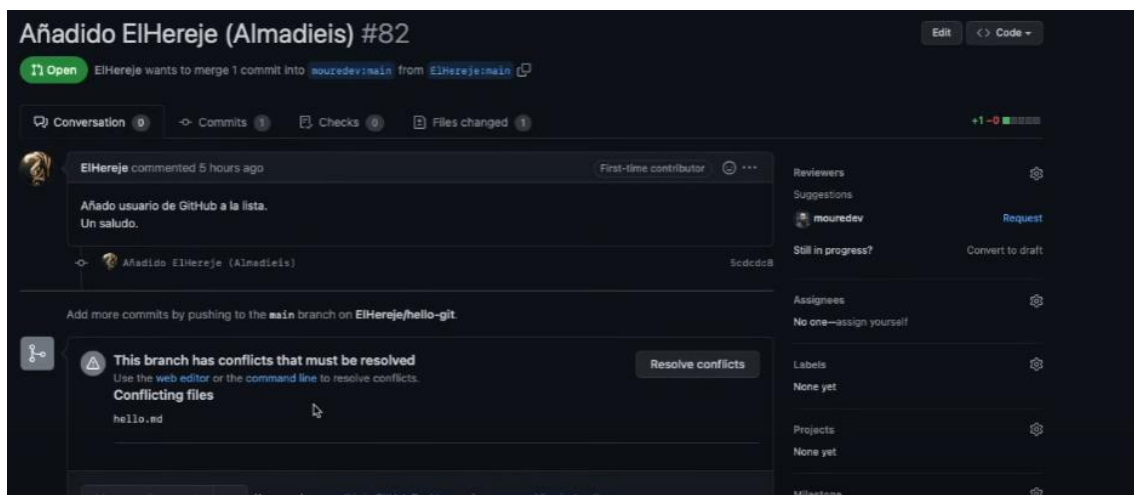 Añadido ElHereje (Almadieis) #82
Edit
<> Code
Open
ElHereje wants to merge 1 commit into mouredev:main from ElHereje:main
Conversation 0
Commits 1
Checks 0
Files changed 1
+1 −0
ElHereje commented 5 hours ago
First-time contributor
Añado usuario de GitHub a la lista.
Un saludo.
Añadido ElHereje (Almadieis)
5cdcdc8
Add more commits by pushing to the main branch on ElHereje/hello-git.
This branch has conflicts that must be resolved
Use the web editor or the command line to resolve conflicts.
Resolve conflicts
Conflicting files
hello.md
Reviewers
Suggestions
mouredev
Request
Still in progress?
Convert to draft
Assignees
No one—assign yourself
Labels
None yet
Projects
None yet
Milestone